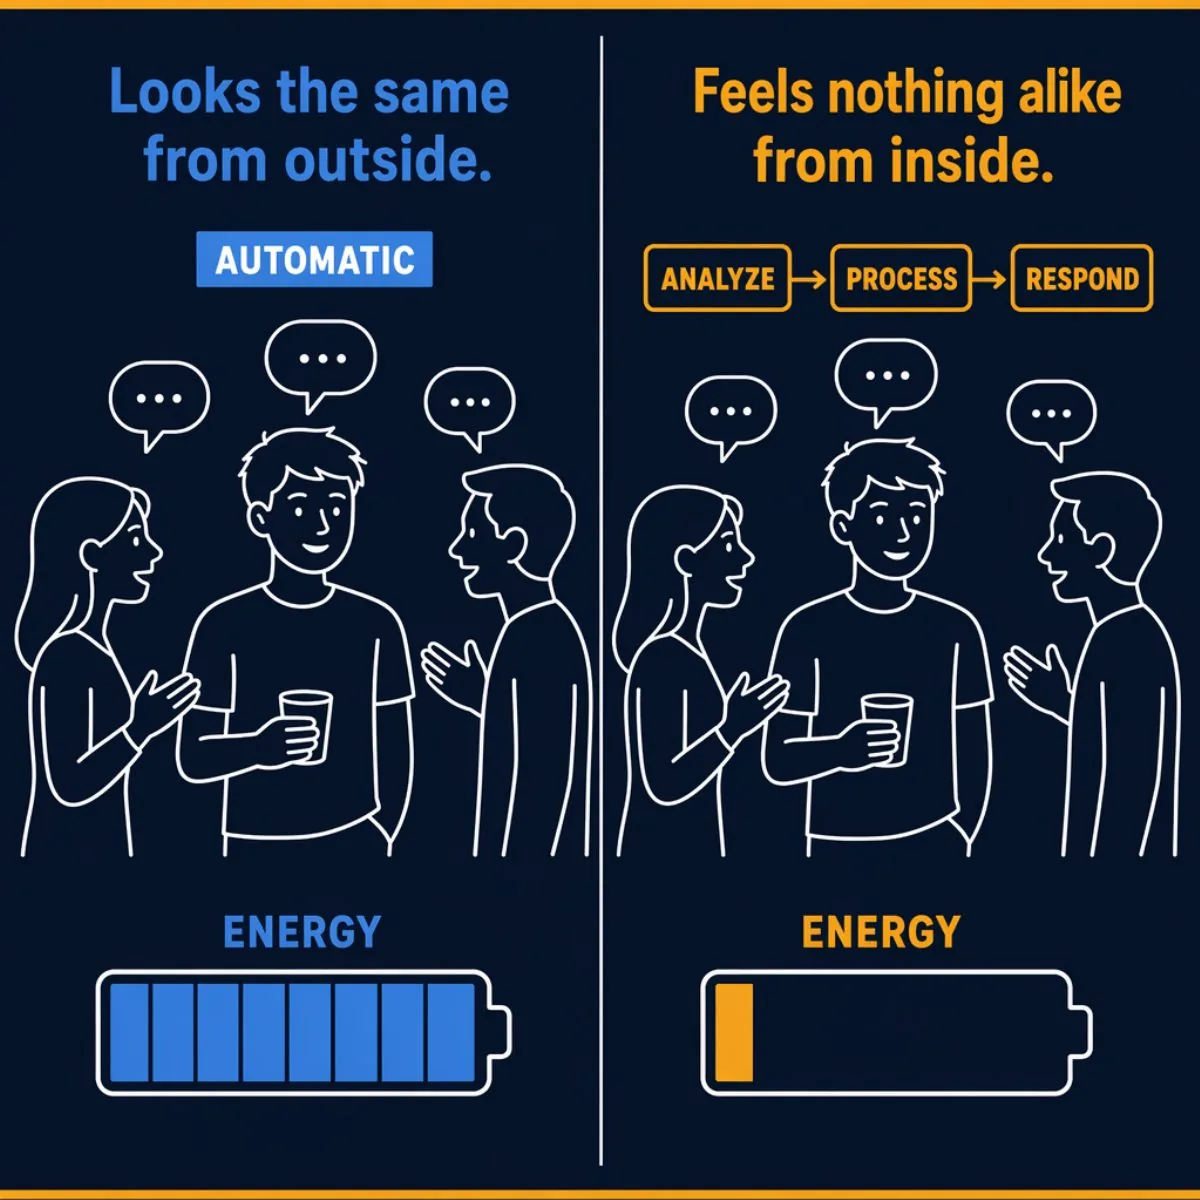 Looks the same
from outside.
AUTOMATIC
ENERGY
Feels nothing alike
from inside.
ANALYZE → PROCESS → RESPOND
ENERGY